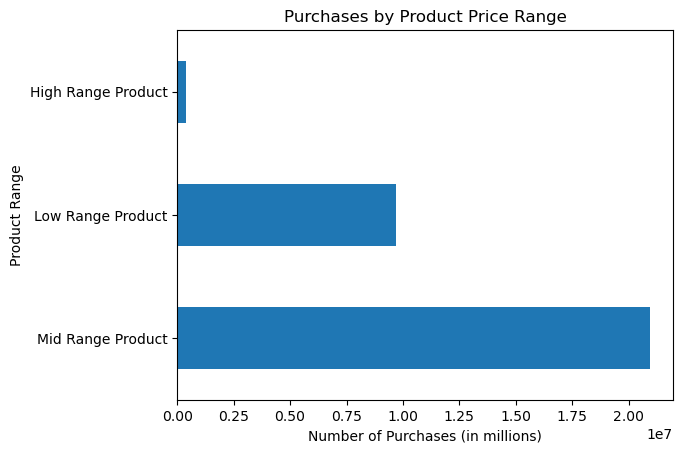 Purchases by Product Price Range
High Range Product
Low Range Product
Mid Range Product
Product Range
0.00 0.25 0.50 0.75 1.00 1.25 1.50 1.75 2.00
1e7
Number of Purchases (in millions)